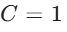 C = 1